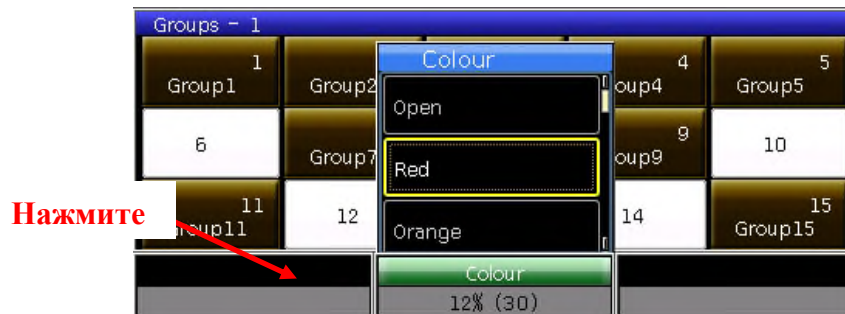 Groups - 1
1
Group1
Group2
4
oup4
5
Group5
6
Group7
9
oup9
10
11
Group11
12
14
15
Group15
Colour
Open
Red
Orange
Нажмите
Colour
12% (30)